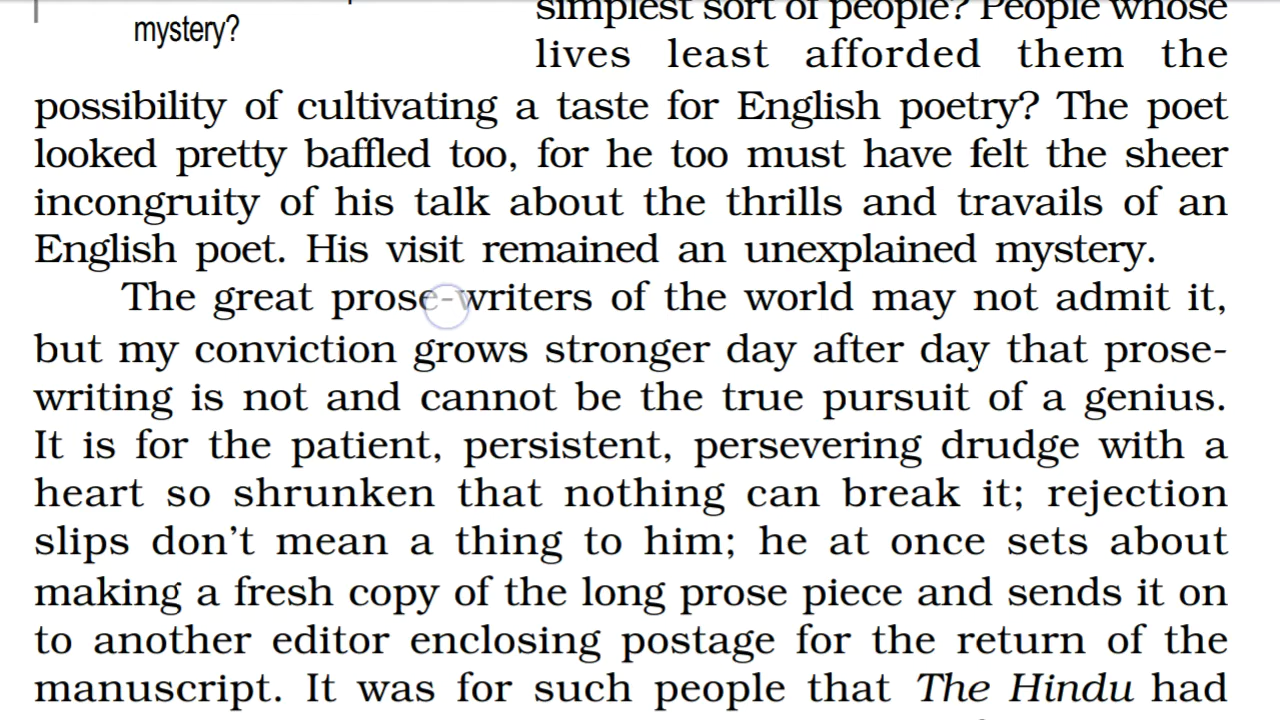 simplest sort of people? People whose
mystery?
lives least afforded them the
possibility of cultivating a taste for English poetry? The poet
looked pretty baffled too, for he too must have felt the sheer
incongruity of his talk about the thrills and travails of an
English poet. His visit remained an unexplained mystery.
The great prose-writers of the world may not admit it,
but my conviction grows stronger day after day that prose-
writing is not and cannot be the true pursuit of a genius.
It is for the patient, persistent, persevering drudge with a
heart so shrunken that nothing can break it; rejection
slips don’t mean a thing to him; he at once sets about
making a fresh copy of the long prose piece and sends it on
to another editor enclosing postage for the return of the
manuscript. It was for such people that The Hindu had